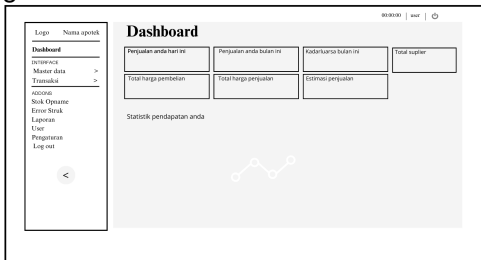 00:00:00 | user |
Logo Nama apotek
Dashboard
INTERFACE
Master data >
Transaksi >
ADDONS
Stok Opname
Error Struk
Laporan
User
Pengaturan
Log out
<
Dashboard
Penjualan anda hari ini
Penjualan anda bulan ini
Kadarluarsa bulan ini
Total suplier
Total harga pembelian
Total harga penjualan
Estimasi penjualan
Statistik pendapatan anda